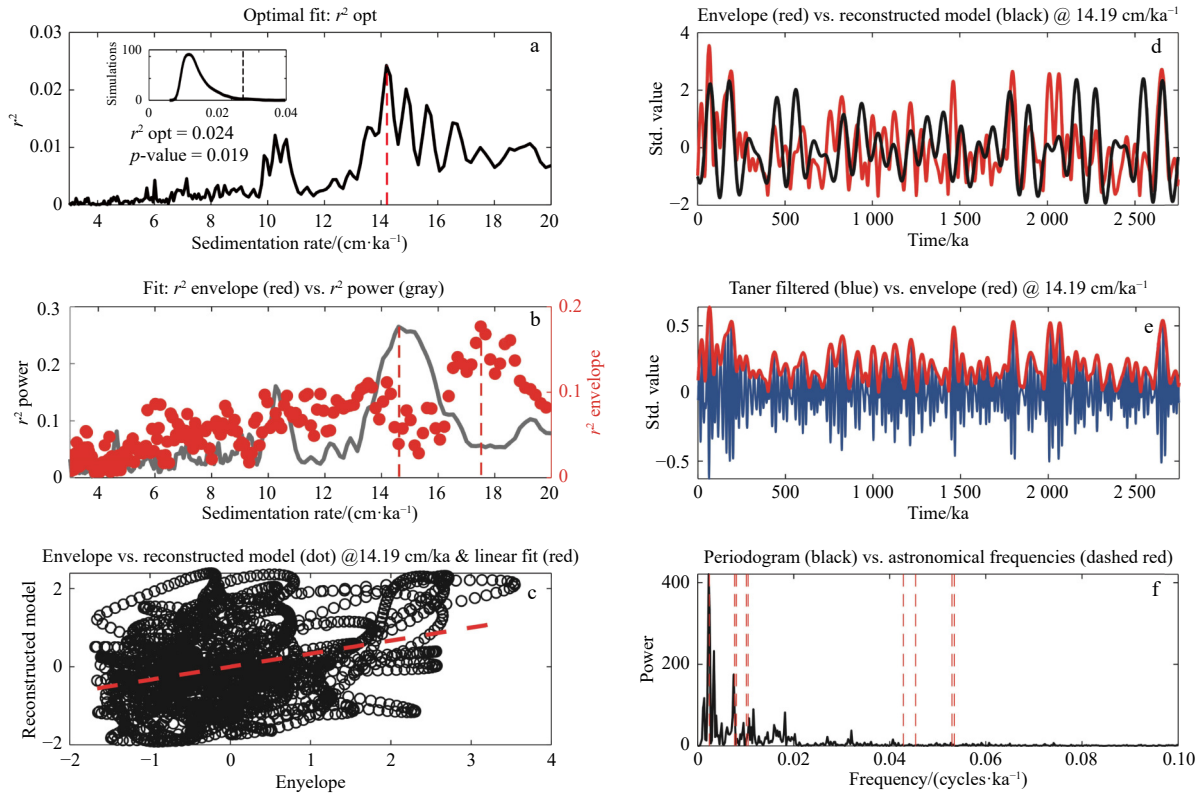 Optimal fit: r² opt
a
0.03
0.02
0.01
0
r²
100
0
Simulations
0
0.04
r² opt = 0.024
p-value = 0.019
4 6 8 10 12 14 16 18 20
Sedimentation rate/(cm·ka⁻¹)
Fit: r² envelope (red) vs. r² power (gray)
b
0.3
0.2
0.1
0
r² power
0.2
0.1
0
r² envelope
4 6 8 10 12 14 16 18 20
Sedimentation rate/(cm·ka⁻¹)
Envelope vs. reconstructed model (dot) @14.19 cm/ka & linear fit (red)
c
2
0
−2
Reconstructed model
−2 −1 0 1 2 3 4
Enyelope
Envelope (red) vs. reconstructed model (black) @ 14.19 cm/ka⁻¹
d
4
2
0
−2
Std. value
0 500 1 000 1 500 2 000 2 500
Time/ka
Taner filtered (blue) vs. envelope (red) @ 14.19 cm/ka⁻¹
e
0.5
0
−0.5
Std. value
0 500 1 000 1 500 2 000 2 500
Time/ka
Periodogram (black) vs. astronomical frequencies (dashed red)
f
400
200
0
Power
0 0.02 0.04 0.06 0.08 0.10
Frequency/(cycles·ka⁻¹)